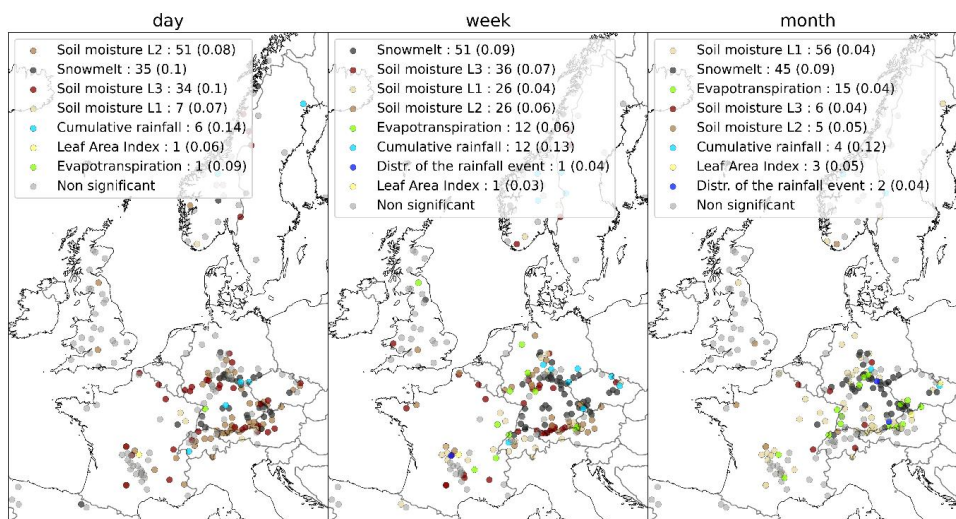 day
Soil moisture L2 : 51 (0.08)
Snowmelt : 35 (0.1)
Soil moisture L3 : 34 (0.1)
Soil moisture L1 : 7 (0.07)
Cumulative rainfall : 6 (0.14)
Leaf Area Index : 1 (0.06)
Evapotranspiration : 1 (0.09)
Non significant
week
Snowmelt : 51 (0.09)
Soil moisture L3 : 36 (0.07)
Soil moisture L1 : 26 (0.04)
Soil moisture L2 : 26 (0.06)
Evapotranspiration : 12 (0.06)
Cumulative rainfall : 12 (0.13)
Distr. of the rainfall event : 1 (0.04)
Leaf Area Index : 1 (0.03)
Non significant
month
Soil moisture L1 : 56 (0.04)
Snowmelt : 45 (0.09)
Evapotranspiration : 15 (0.04)
Soil moisture L3 : 6 (0.04)
Soil moisture L2 : 5 (0.05)
Cumulative rainfall : 4 (0.12)
Leaf Area Index : 3 (0.05)
Distr. of the rainfall event : 2 (0.04)
Non significant